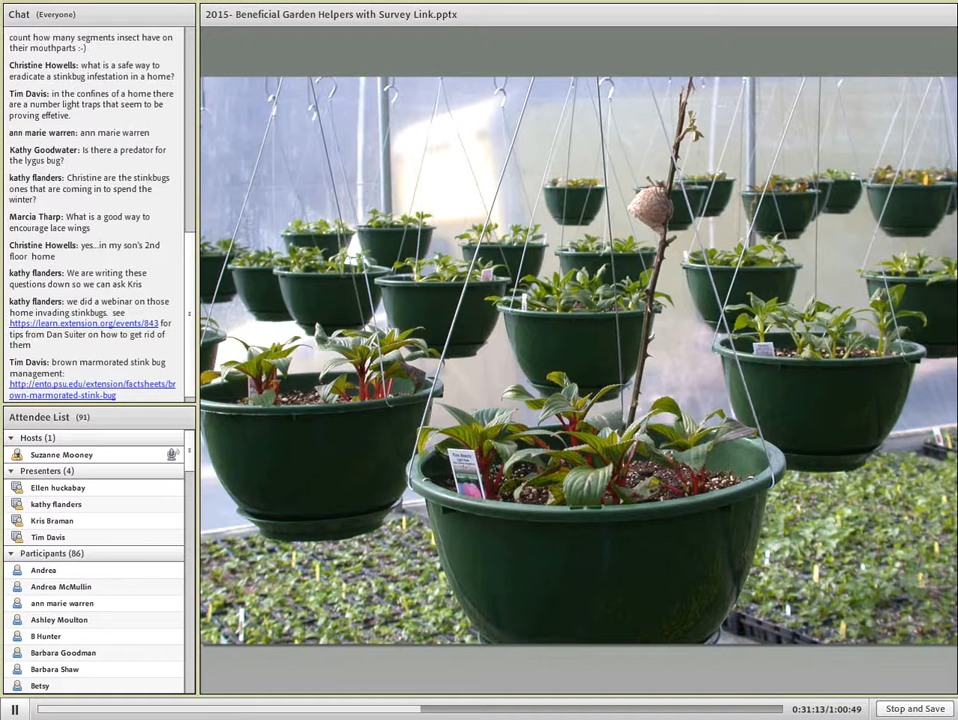 Chat (Everyone)
count how many segments insect have on
their mouthparts :-)
Christine Howells: what is a safe way to
eradicate a stinkbug infestation in a home?
Tim Davis: in the confines of a home there
are a number light traps that seem to be
proving effetive.
ann marie warren: ann marie warren
Kathy Goodwater: Is there a predator for
the lygus bug?
kathy flanders: Christine are the stinkbugs
ones that are coming in to spend the
winter?
Marcia Tharp: What is a good way to
encourage lace wings
Christine Howells: yes...in my son's 2nd
floor home
kathy flanders: We are writing these
questions down so we can ask Kris
kathy flanders: we did a webinar on those
home invading stinkbugs. see
https://learn.extension.org/events/843 for
tips from Dan Suiter on how to get rid of
them
Tim Davis: brown marmorated stink bug
management:
http://ento.psu.edu/extension/factsheets/br
own-marmorated-stink-bug
Attendee List (91)
Hosts (1)
Suzanne Mooney
Presenters (4)
Ellen huckabay
kathy flanders
Kris Braman
Tim Davis
Participants (86)
Andrea
Andrea McMullin
ann marie warren
Ashley Moulton
B Hunter
Barbara Goodman
Barbara Shaw
Betsy
2015- Beneficial Garden Helpers with Survey Link.pptx
0:31:13/1:00:49
Stop and Save